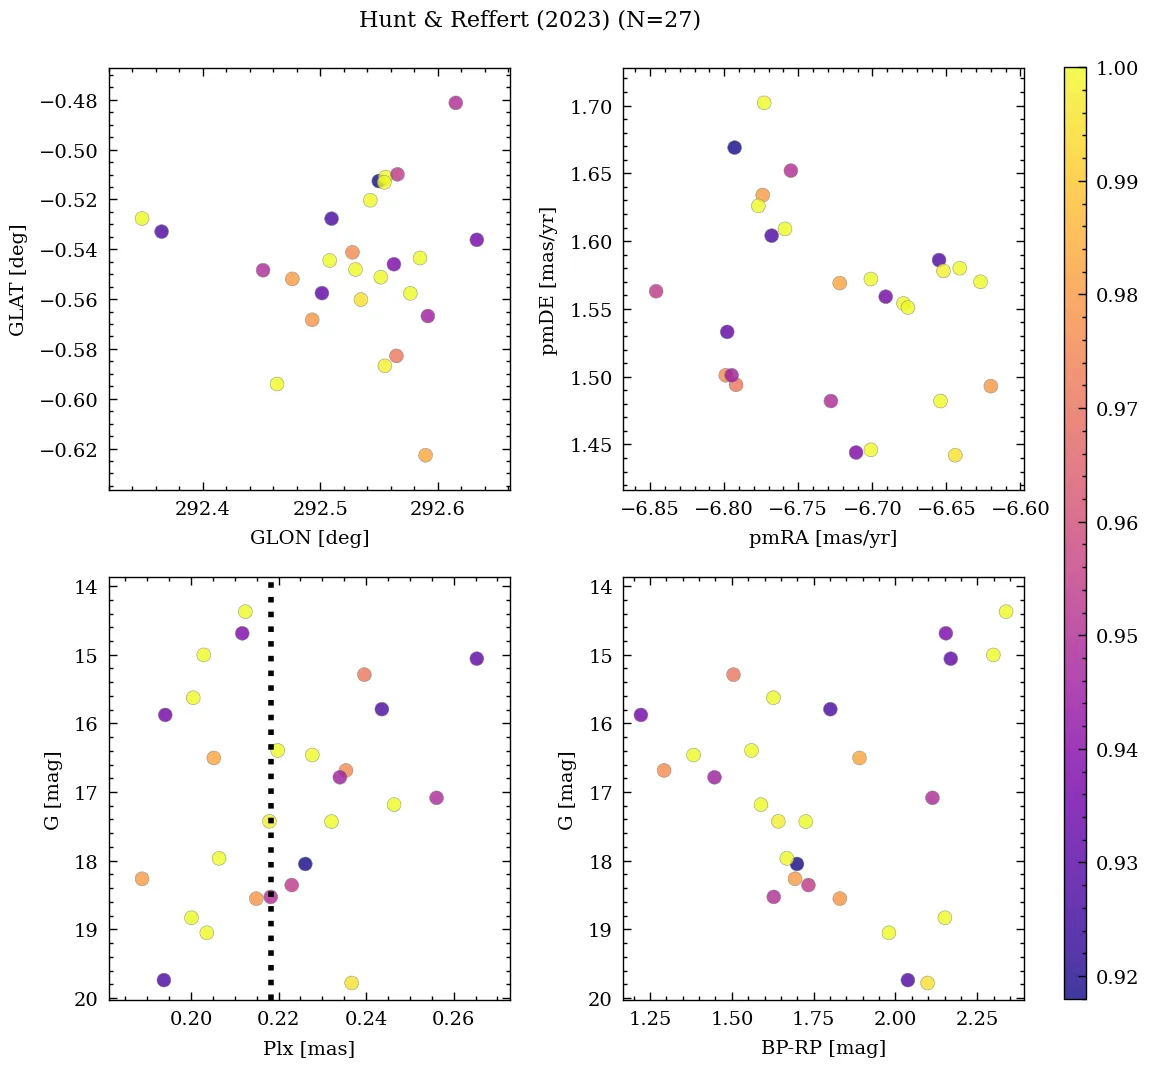 Hunt & Reffert (2023) (N=27)
−0.48
−0.50
−0.52
−0.54
−0.56
−0.58
−0.60
−0.62
GLAT [deg]
292.4 292.5 292.6
GLON [deg]
1.70
1.65
1.60
1.55
1.50
1.45
pmDE [mas/yr]
−6.85 −6.80 −6.75 −6.70 −6.65 −6.60
pmRA [mas/yr]
14
15
16
17
18
19
20
G [mag]
0.20 0.22 0.24 0.26
Plx [mas]
14
15
16
17
18
19
20
G [mag]
1.25 1.50 1.75 2.00 2.25
BP-RP [mag]
1.00
0.99
0.98
0.97
0.96
0.95
0.94
0.93
0.92